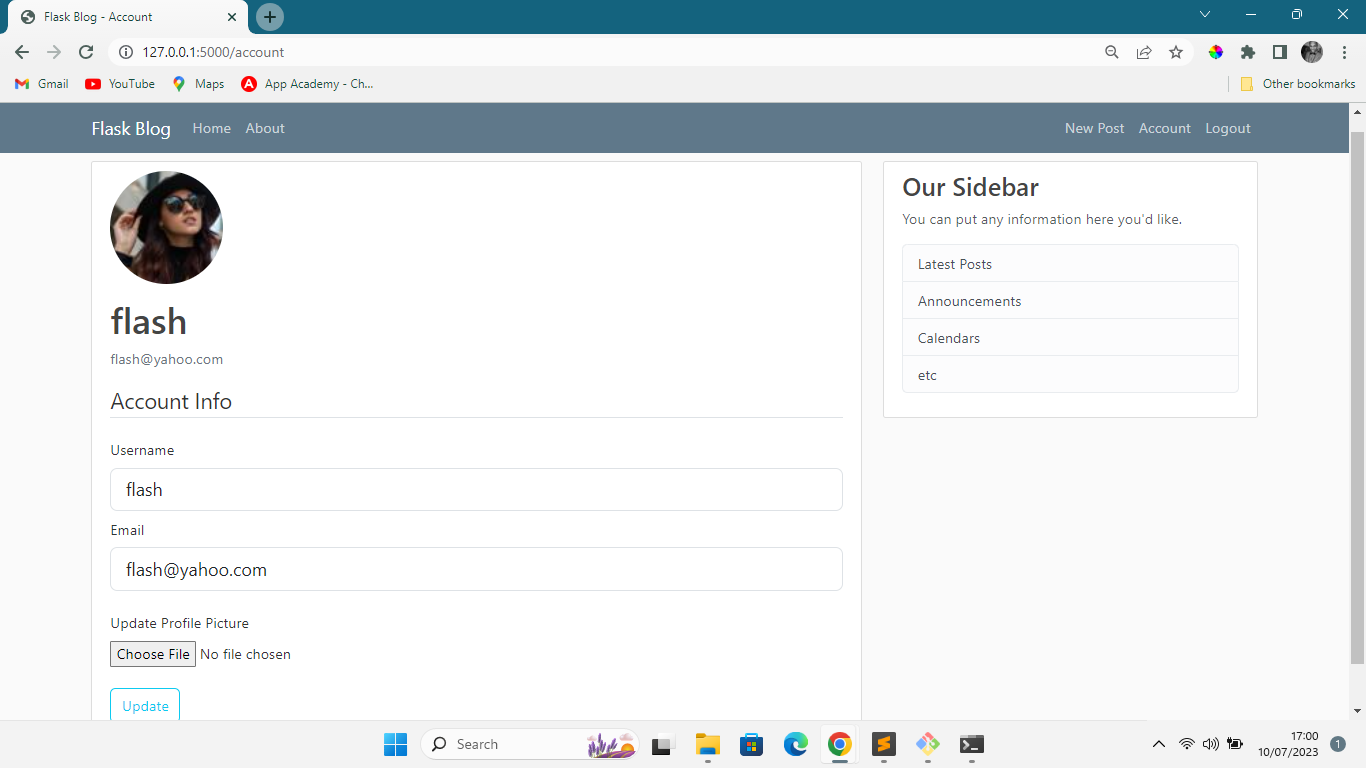 Flask Blog - Account
127.0.0.1:5000/account
Gmail YouTube Maps App Academy - Ch... Other bookmarks
Flask Blog Home About New Post Account Logout
flash
flash@yahoo.com
Account Info
Username
flash
Email
flash@yahoo.com
Update Profile Picture
Choose File No file chosen
Update
Our Sidebar
You can put any information here you'd like.
Latest Posts
Announcements
Calendars
etc
Search
17:00
10/07/2023
1